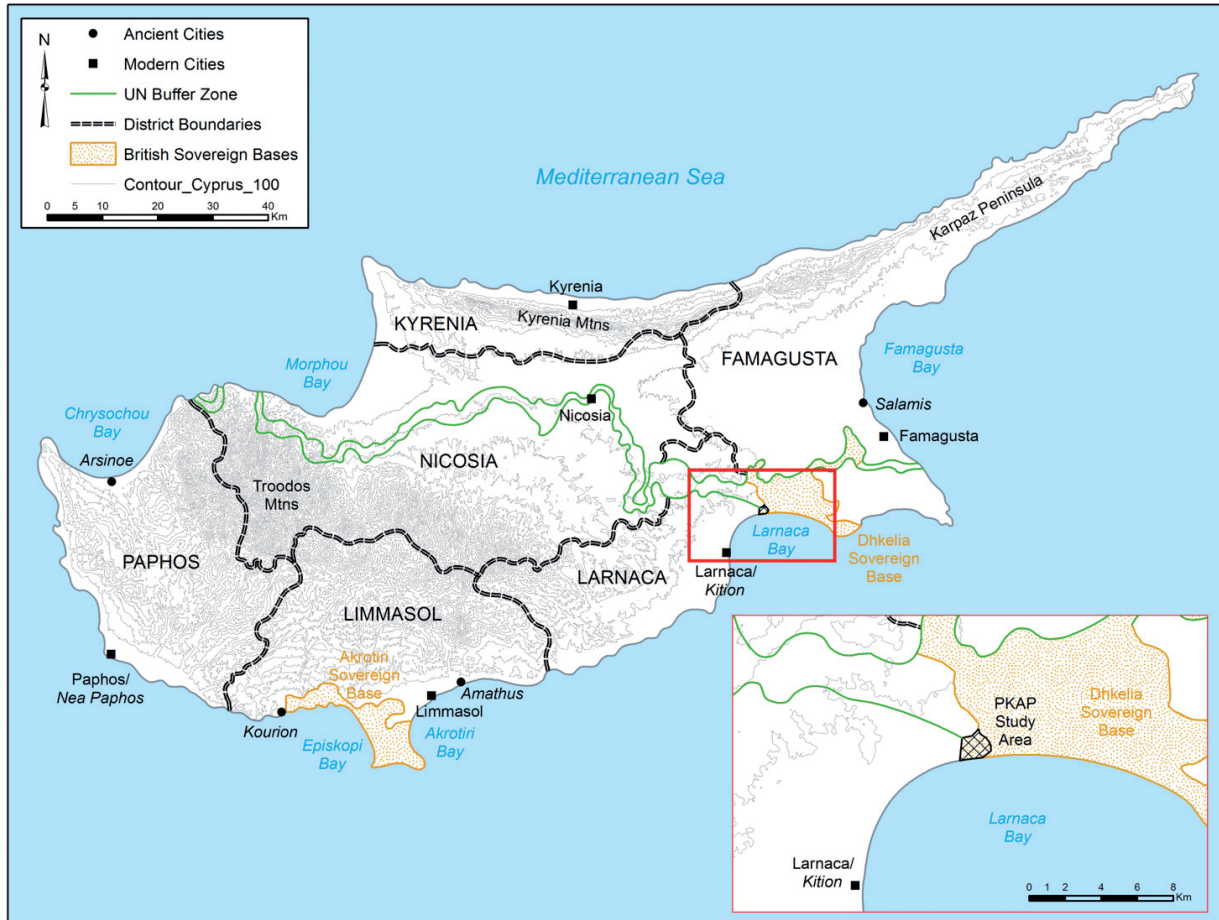 N
Ancient Cities
Modern Cities
UN Buffer Zone
District Boundaries
British Sovereign Bases
Contour_Cyprus_100
0 5 10 20 30 40
Km
Mediterranean Sea
Karpaz Peninsula
Kyrenia
Kyrenia Mtns
KYRENIA
FAMAGUSTA
Famagusta
Bay
Morphou
Bay
Salamis
Famagusta
Nicosia
Chrysochou
Bay
Arsinoe
NICOSIA
Troodos
Mtns
Larnaca
Bay
Dhkelia
Sovereign
Base
PAPHOS
LARNACA
Larnaca/
Kition
LIMMASOL
Akrotiri
Sovereign
Base
Paphos/
Nea Paphos
Amathus
Limmasol
Kourion
Episkopi
Bay
Akrotiri
Bay
PKAP
Study
Area
Dhkelia
Sovereign
Base
Larnaca
Bay
Larnaca/
Kition
0 1 2 4 6 8
Km